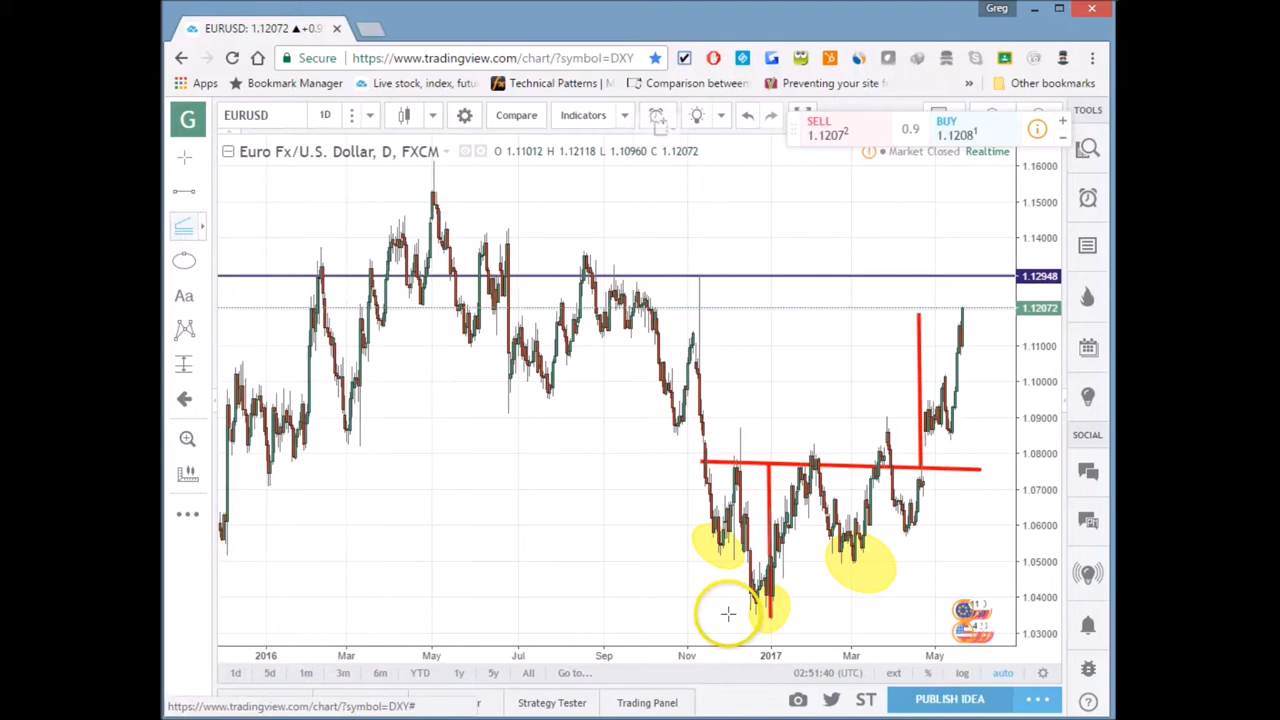 Greg
EURUSD: 1.12072 ▲+0.9
Secure https://www.tradingview.com/chart/?symbol=DXY
Apps Bookmark Manager Live stock, index, futu Technical Patterns | M Comparison between Preventing your site' » Other bookmarks
G EURUSD 1D Compare Indicators
SELL 1.12072 0.9 BUY 1.12081
TOOLS
Euro Fx/U.S. Dollar, D, FXCM O 1.11012 H 1.12118 L 1.10960 C 1.12072
Market Closed Realtime
1.16000
1.15000
1.14000
1.12948
1.12072
1.11000
1.10000
1.09000
1.08000
1.07000
1.06000
1.05000
1.04000
1.03000
Aa
SOCIAL
2016 Mar May Jul Sep Nov 2017 Mar May
1d 5d 1m 3m 6m YTD 1y 5y All Go to... 02:51:40 (UTC) ext % log auto
https://www.tradingview.com/chart/?symbol=DXY# r Strategy Tester Trading Panel ST PUBLISH IDEA